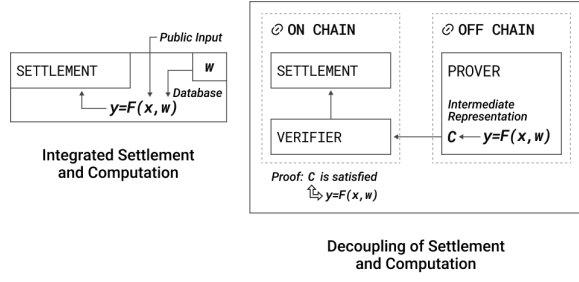 Public Input
SETTLEMENT
w
Database
y=F(x,w)
Integrated Settlement
and Computation
ON CHAIN
SETTLEMENT
VERIFIER
Proof: C is satisfied
y=F(x,w)
OFF CHAIN
PROVER
Intermediate
Representation
C y=F(x,w)
Decoupling of Settlement
and Computation